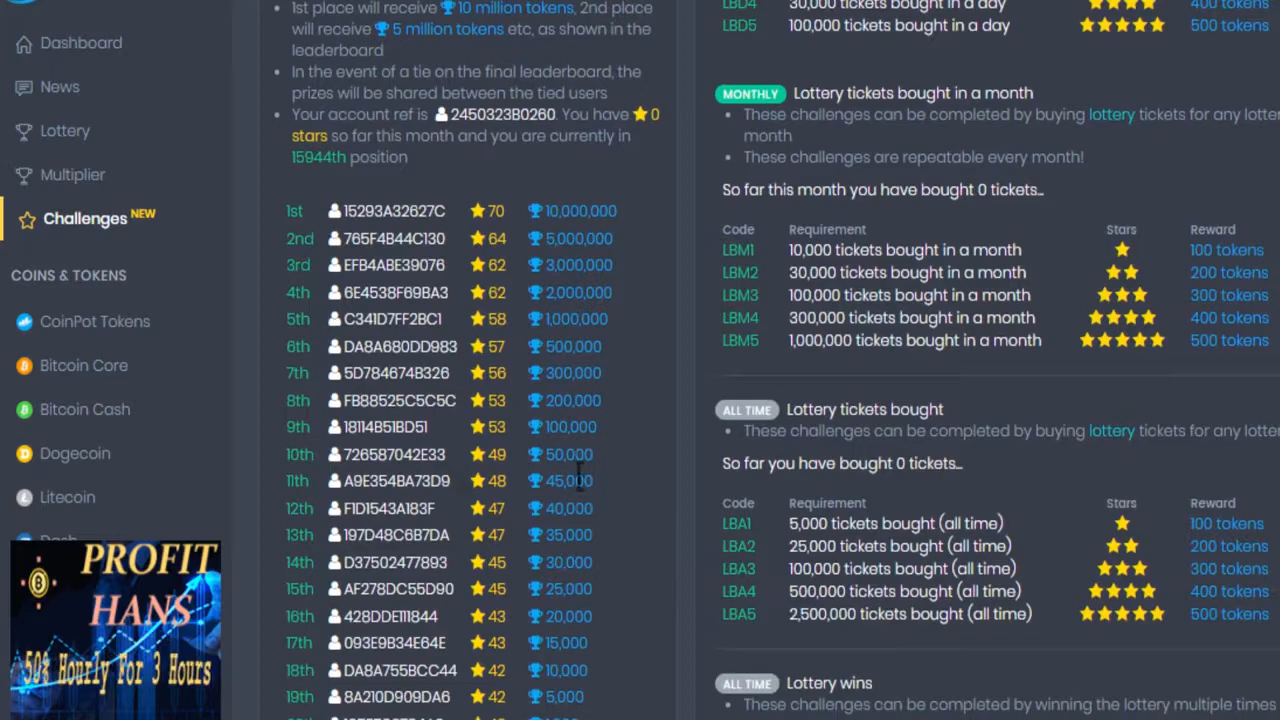 Dashboard
News
Lottery
Multiplier
Challenges NEW
COINS & TOKENS
CoinPot Tokens
Bitcoin Core
Bitcoin Cash
Dogecoin
Litecoin
Dash
PROFIT
HANS
50% Hourly For 3 Hours
1st place will receive 10 million tokens, 2nd place
will receive 5 million tokens etc, as shown in the
leaderboard
In the event of a tie on the final leaderboard, the
prizes will be shared between the tied users
Your account ref is 2450323B0260. You have 0
stars so far this month and you are currently in
15944th position
1st 15293A32627C 70 10,000,000
2nd 765F4B44C130 64 5,000,000
3rd EFB4ABE39076 62 3,000,000
4th 6E4538F69BA3 62 2,000,000
5th C341D7FF2BC1 58 1,000,000
6th DA8A680DD983 57 500,000
7th 5D784674B326 56 300,000
8th FB88525C5C5C 53 200,000
9th 18114B51BD51 53 100,000
10th 726587042E33 49 50,000
11th A9E354BA73D9 48 45,000
12th F1D1543A183F 47 40,000
13th 197D48C6B7DA 47 35,000
14th D37502477893 45 30,000
15th AF278DC55D90 45 25,000
16th 428DDE111844 43 20,000
17th 093E9B34E64E 43 15,000
18th DA8A755BCC44 42 10,000
19th 8A210D909DA6 42 5,000
LBD4 30,000 tickets bought in a day 400 tokens
LBD5 100,000 tickets bought in a day 500 tokens
MONTHLY Lottery tickets bought in a month
These challenges can be completed by buying lottery tickets for any lotter
month
These challenges are repeatable every month!
So far this month you have bought 0 tickets...
Code Requirement Stars Reward
LBM1 10,000 tickets bought in a month 100 tokens
LBM2 30,000 tickets bought in a month 200 tokens
LBM3 100,000 tickets bought in a month 300 tokens
LBM4 300,000 tickets bought in a month 400 tokens
LBM5 1,000,000 tickets bought in a month 500 tokens
ALL TIME Lottery tickets bought
These challenges can be completed by buying lottery tickets for any lotter
So far you have bought 0 tickets...
Code Requirement Stars Reward
LBA1 5,000 tickets bought (all time) 100 tokens
LBA2 25,000 tickets bought (all time) 200 tokens
LBA3 100,000 tickets bought (all time) 300 tokens
LBA4 500,000 tickets bought (all time) 400 tokens
LBA5 2,500,000 tickets bought (all time) 500 tokens
ALL TIME Lottery wins
These challenges can be completed by winning the lottery multiple times